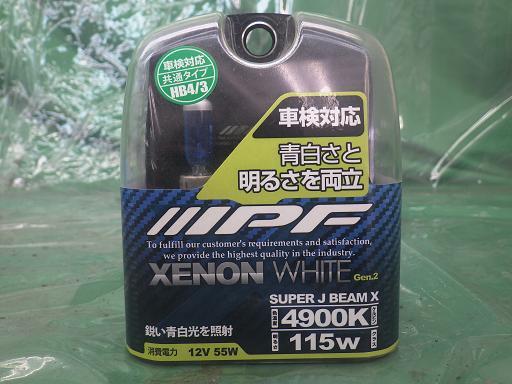 車検対応
共通タイプ
HB4/3
車検対応
青白さと
明るさを両立
IPF
To fulfill our customer's requirements and satisfaction,
we provide the highest quality in the industry.
XENON WHITE Gen.2
SUPER J BEAM X
4900K
鋭い青白光を照射
115w
消費電力 12V 55W